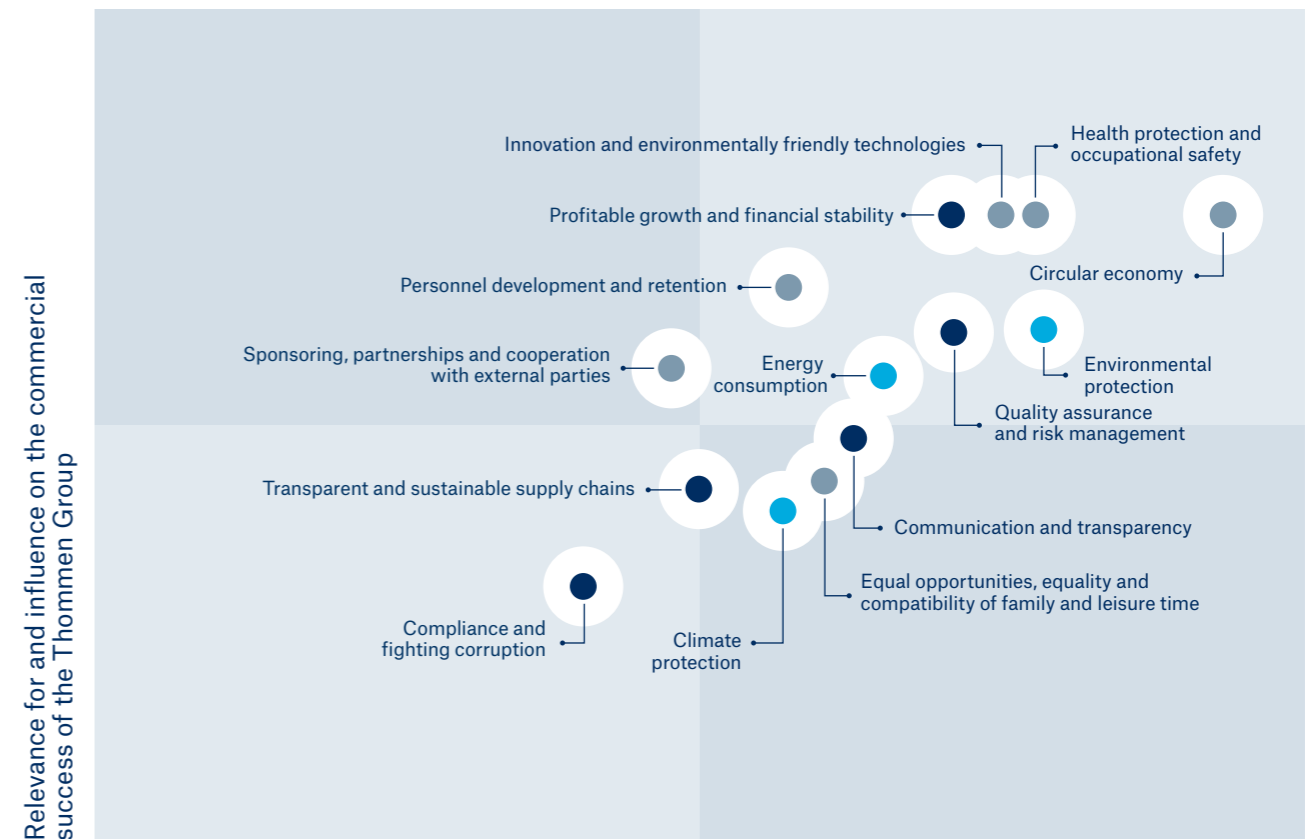 Relevance for and influence on the commercial
success of the Thommen Group
Innovation and environmentally friendly technologies
Health protection and
occupational safety
Profitable growth and financial stability
Circular economy
Personnel development and retention
Sponsoring, partnerships and cooperation
with external parties
Energy
consumption
Environmental
protection
Quality assurance
and risk management
Transparent and sustainable supply chains
Communication and transparency
Equal opportunities, equality and
compatibility of family and leisure time
Compliance and
fighting corruption
Climate
protection